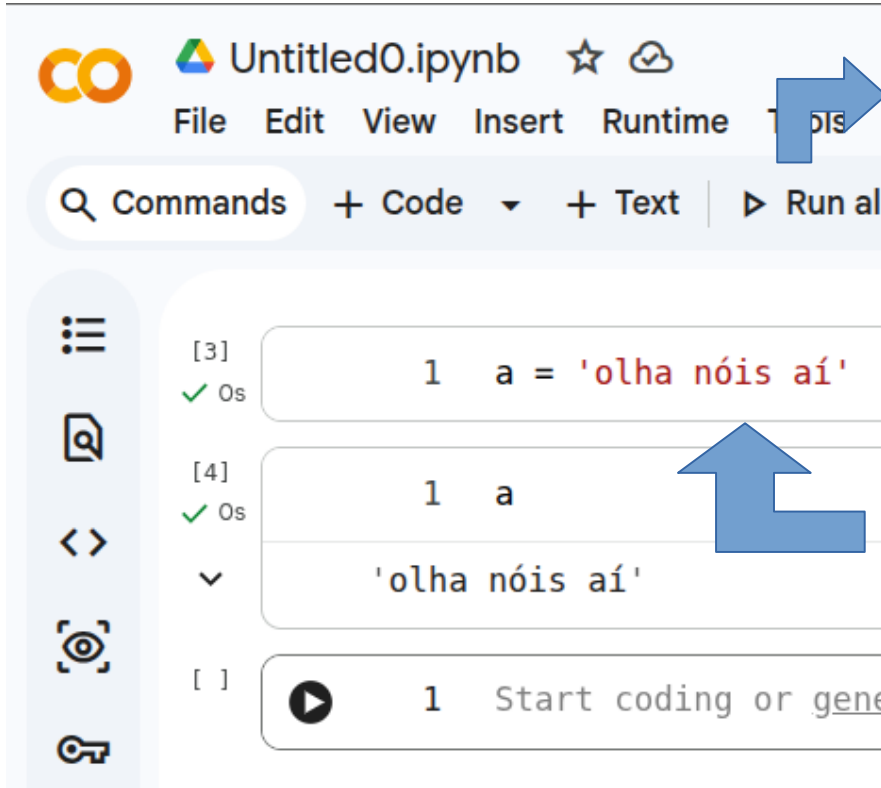 Untitled0.ipynb
File Edit View Insert Runtime
Commands + Code + Text Run al
[3]
0s
1 a = 'olha nóis aí'
[4]
0s
1 a
'olha nóis aí'
[ ]
1 Start coding or gene